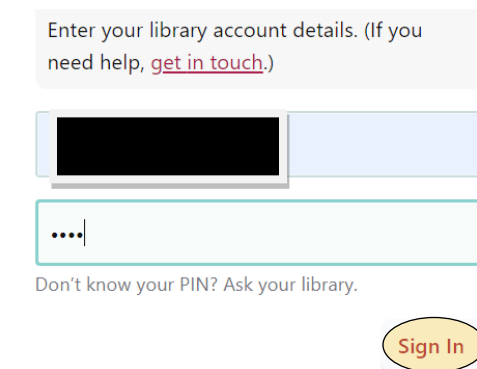 Enter your library account details. (If you
need help, get in touch.)
••••
Don't know your PIN? Ask your library.
Sign In